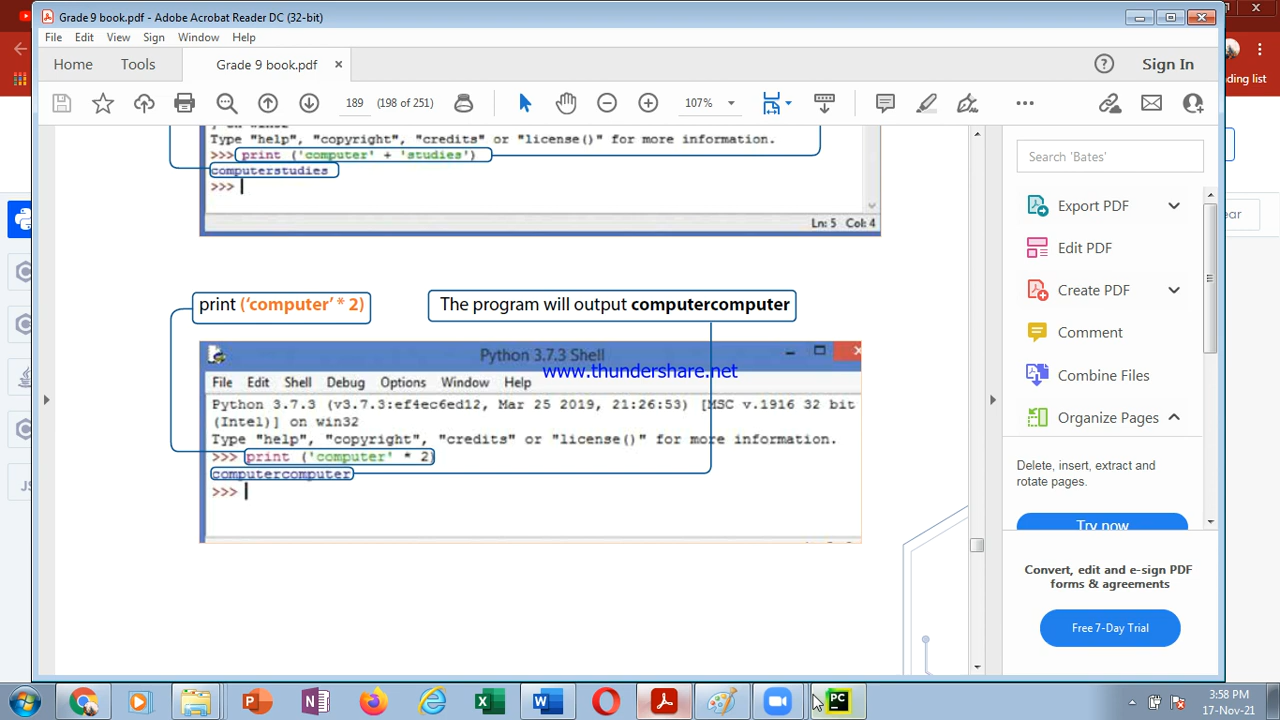 Grade 9 book.pdf - Adobe Acrobat Reader DC (32-bit)
File Edit View Sign Window Help
Home Tools Grade 9 book.pdf Sign In
189 (198 of 251) 107%
Type "help", "copyright", "credits" or "license()" for more information.
>>> print ('computer' + 'studies')
computerstudies
>>>
Ln: 5 Col: 4
print ('computer' * 2)
The program will output computercomputer
Python 3.7.3 Shell
www.thundershare.net
File Edit Shell Debug Options Window Help
Python 3.7.3 (v3.7.3:ef4ec6ed12, Mar 25 2019, 21:26:53) [MSC v.1916 32 bit
(Intel)] on win32
Type "help", "copyright", "credits" or "license()" for more information.
>>> print ('computer' * 2)
computercomputer
>>>
Search 'Bates'
Export PDF
Edit PDF
Create PDF
Comment
Combine Files
Organize Pages
Delete, insert, extract and
rotate pages.
Try now
Convert, edit and e-sign PDF
forms & agreements
Free 7-Day Trial
3:58 PM
17-Nov-21